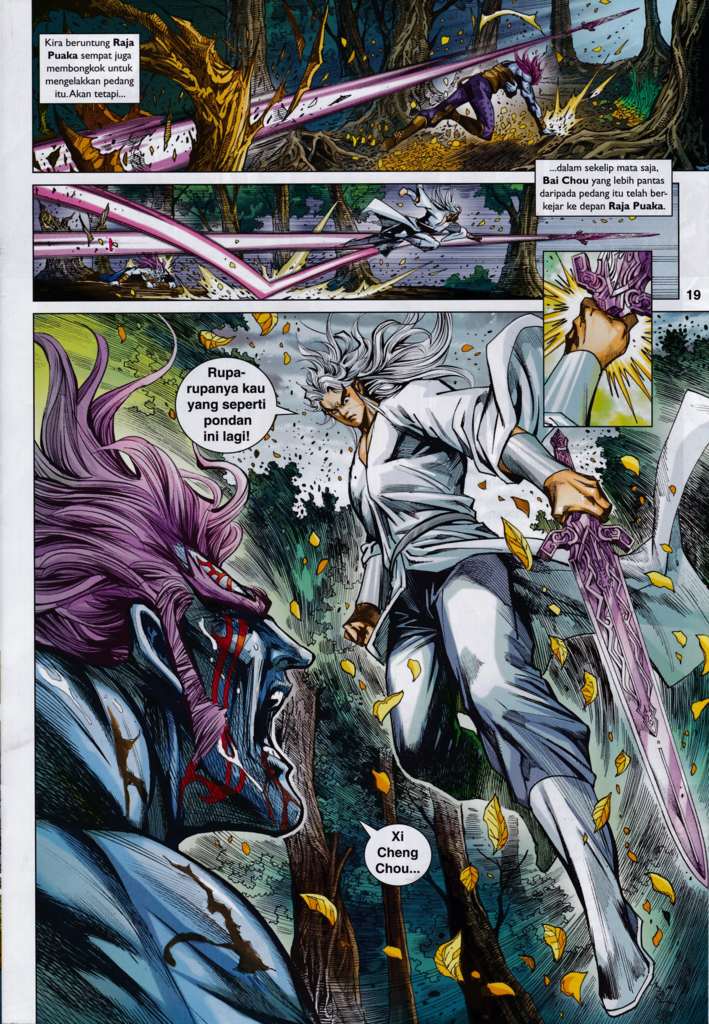 Kira beruntung Raja
Puaka sempat juga
membongkok untuk
mengelakkan pedang
itu. Akan tetapi...
...dalam sekelip mata saja,
Bai Chou yang lebih pantas
daripada pedang itu telah ber-
kejar ke depan Raja Puaka.
19
Rupa-
rupanya kau
yang seperti
pondan
ini lagi!
Xi
Cheng
Chou...